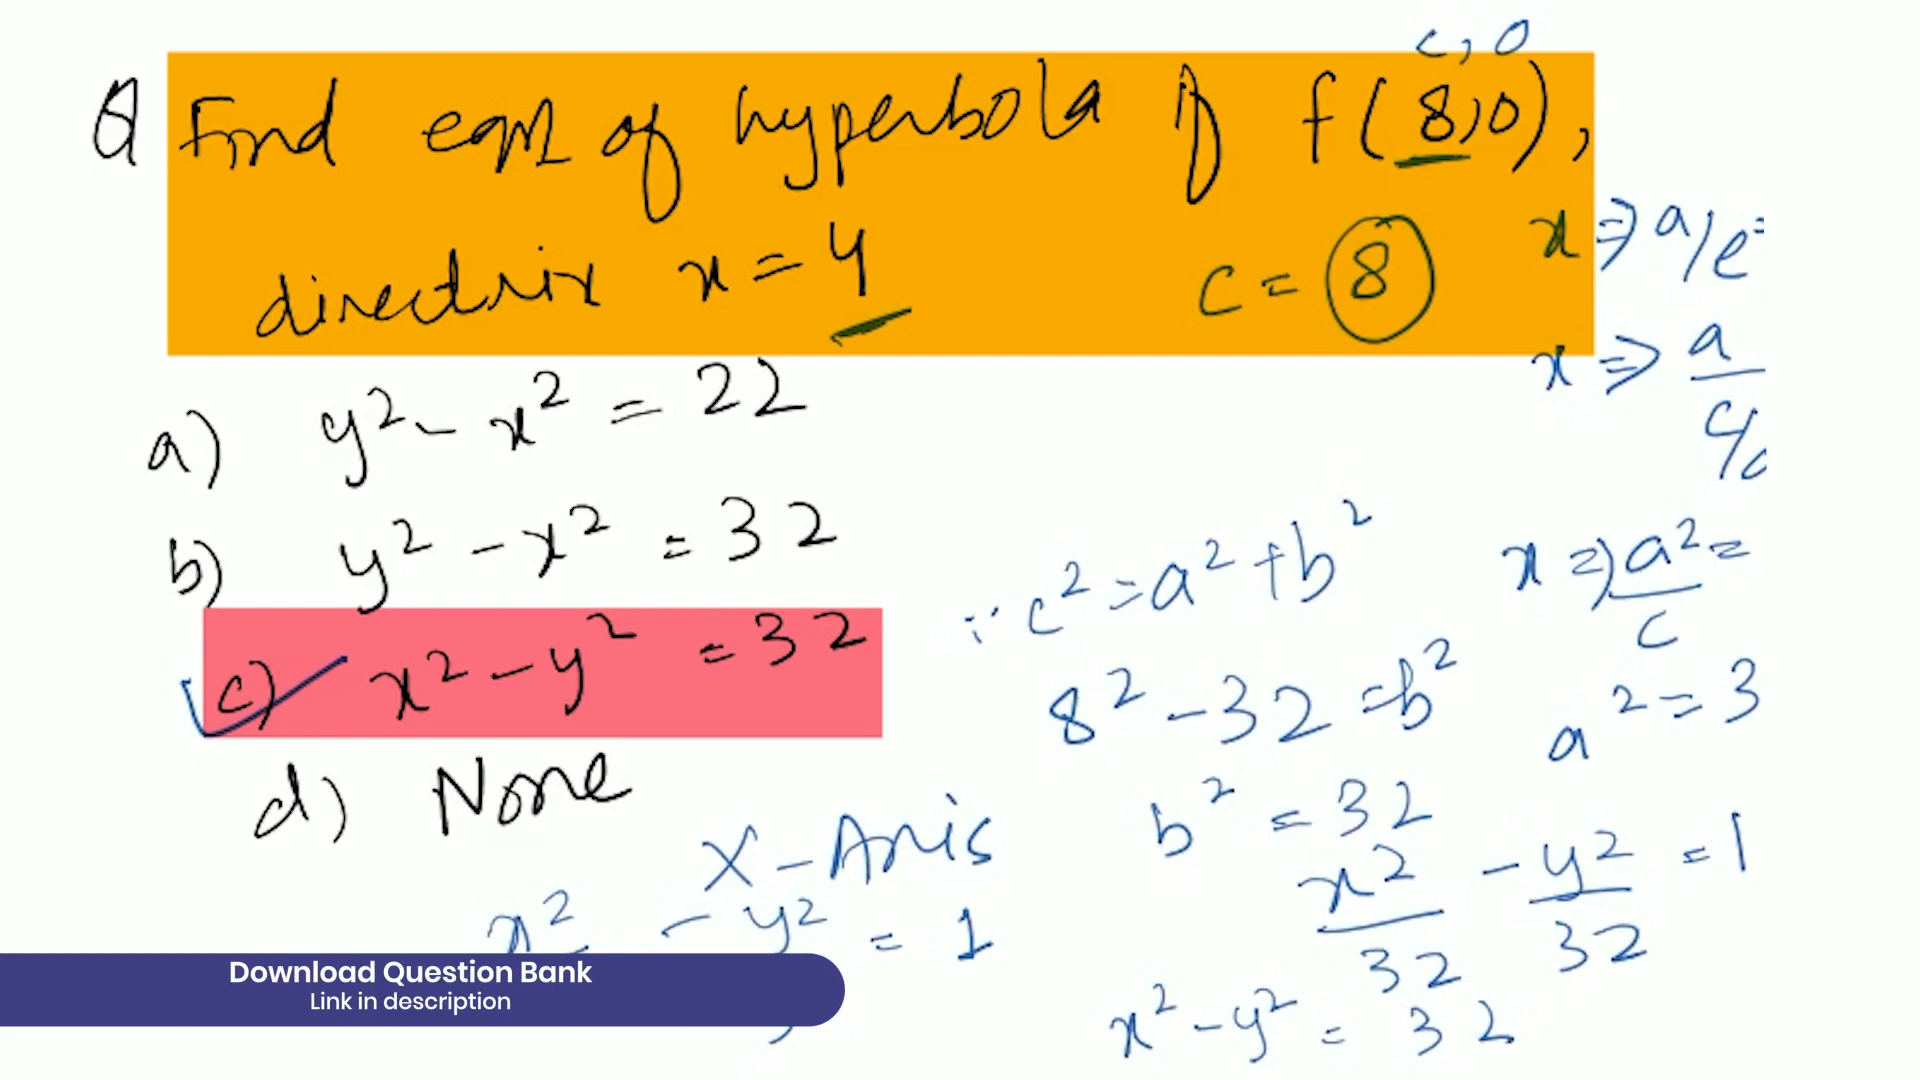 c, 0
Q Find eqn of hyperbola if f(8,0),
directrix x = 4
c = 8
x ⇒ a/e =
x ⇒ a/c/a
a) y² - x² = 22
b) y² - x² = 32
c) x² - y² = 32
d) None
∵ c² = a² + b²
8² - 32 = b²
b² = 32
x²/32 - y²/32 = 1
x² - y² = 32
x ⇒ a²/c =
a² = 3
X-Axis
x² - y² = 1
Download Question Bank
Link in description